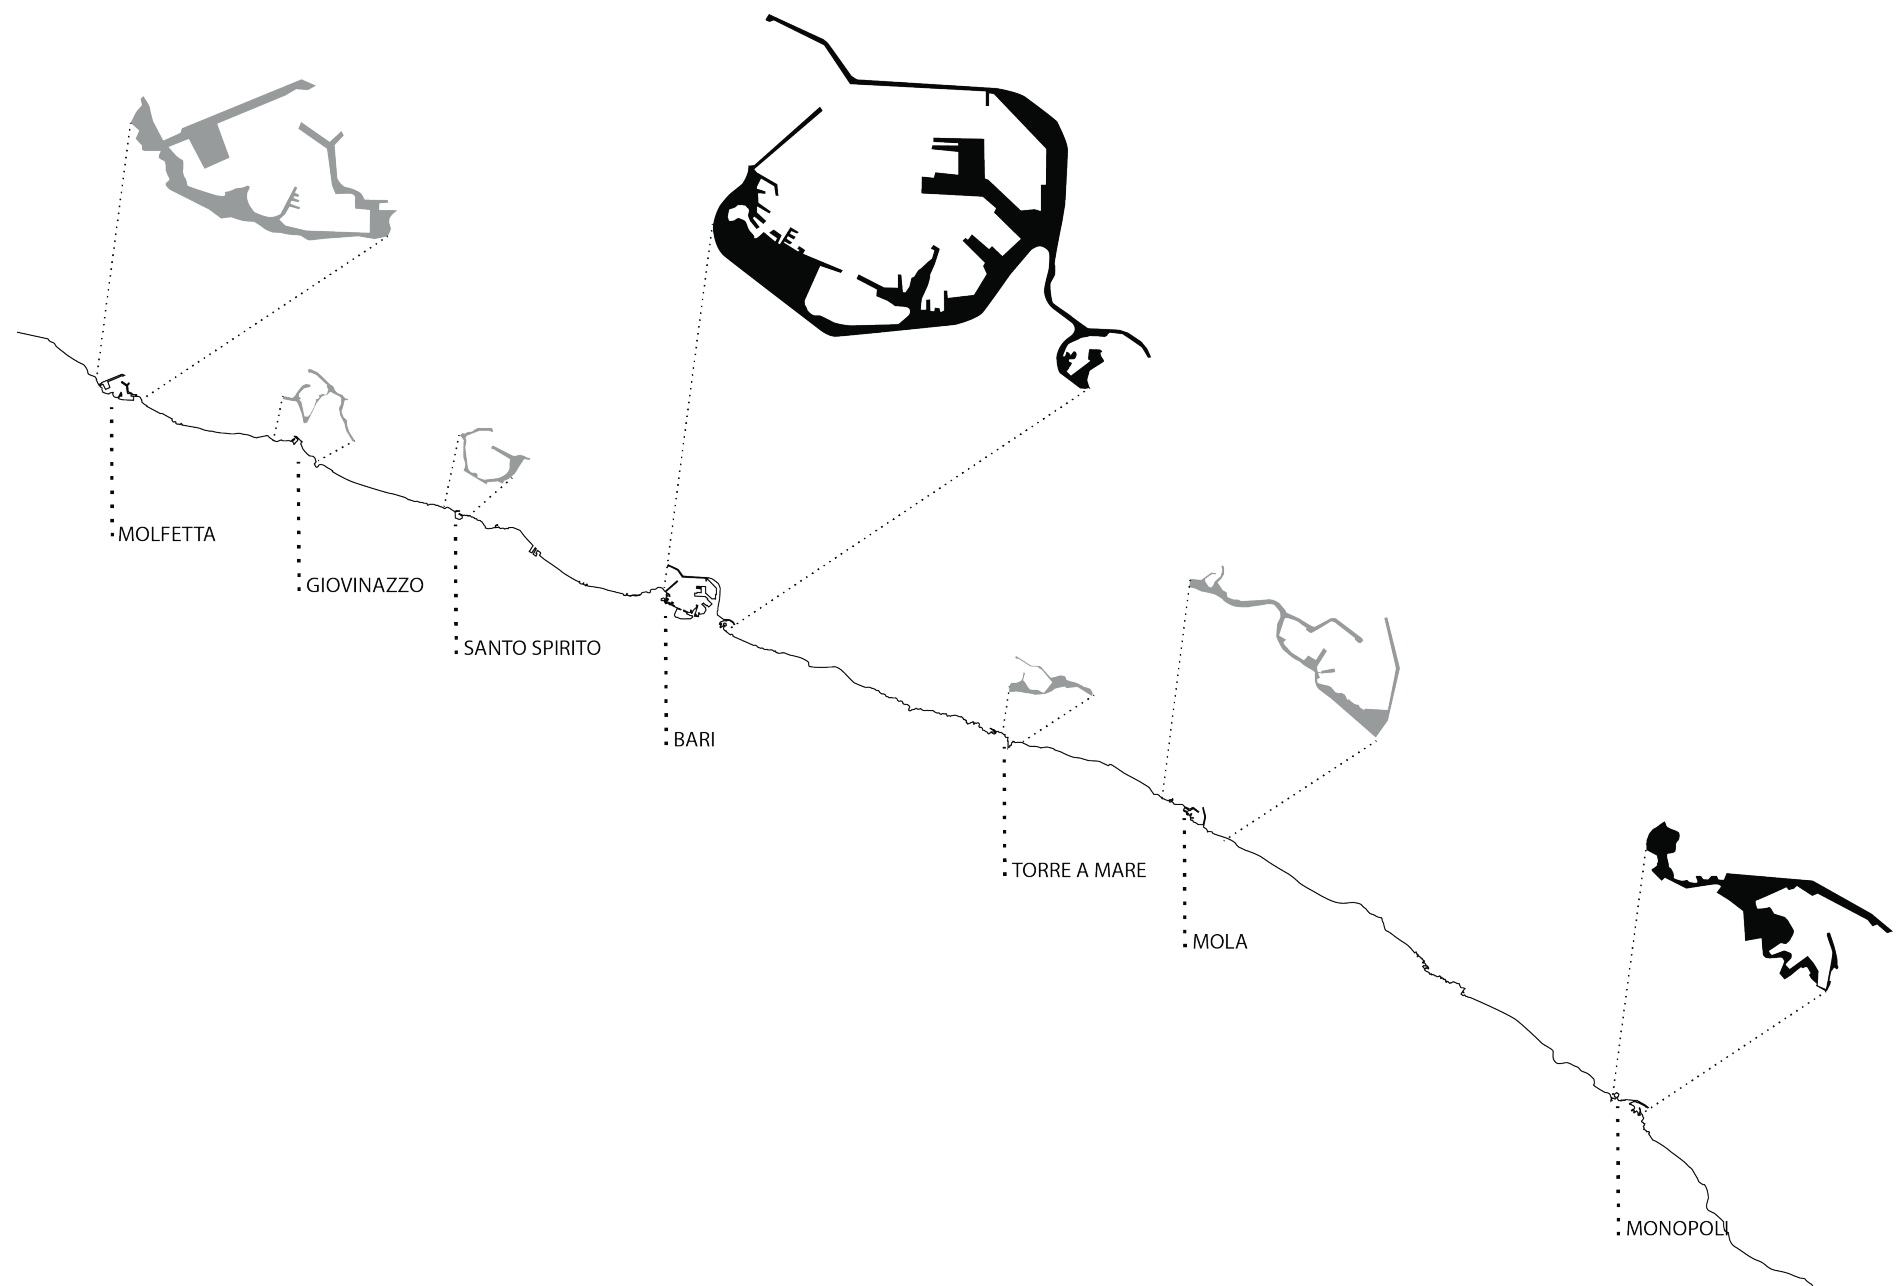 MOLFETTA
GIOVINAZZO
SANTO SPIRITO
BARI
TORRE A MARE
MOLA
MONOPOLI